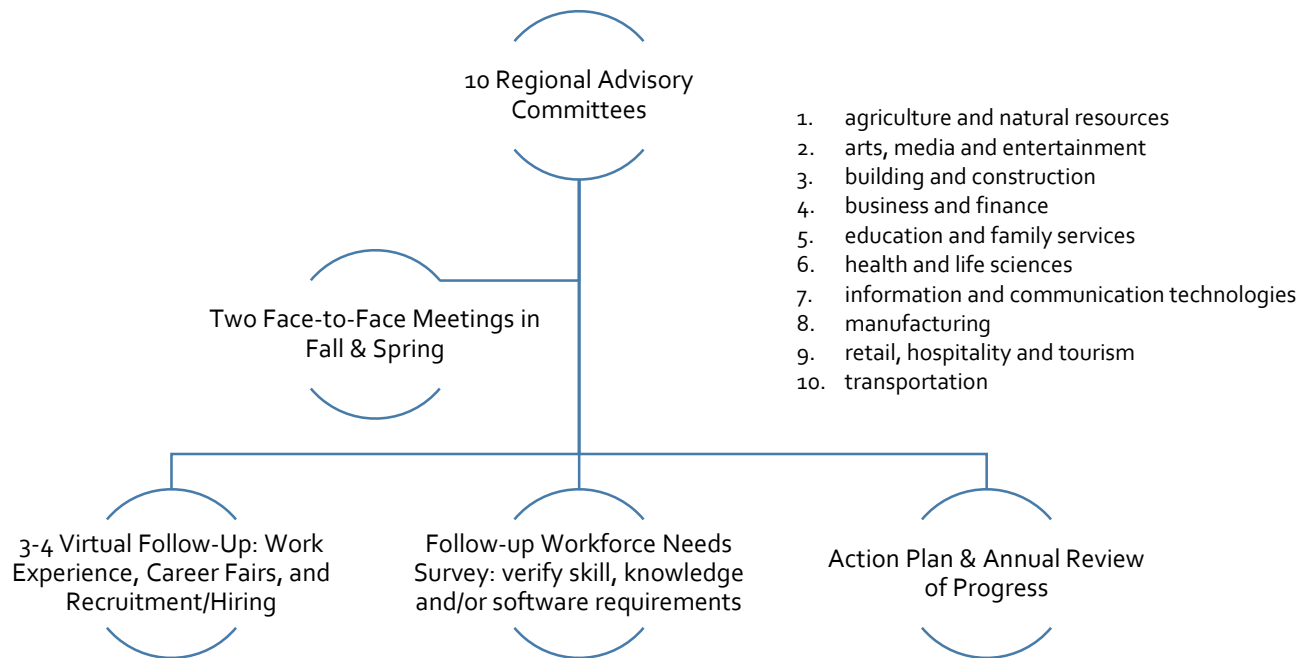 10 Regional Advisory
Committees
1. agriculture and natural resources
2. arts, media and entertainment
3. building and construction
4. business and finance
5. education and family services
6. health and life sciences
7. information and communication technologies
8. manufacturing
9. retail, hospitality and tourism
10. transportation
Two Face-to-Face Meetings in
Fall & Spring
3-4 Virtual Follow-Up: Work
Experience, Career Fairs, and
Recruitment/Hiring
Follow-up Workforce Needs
Survey: verify skill, knowledge
and/or software requirements
Action Plan & Annual Review
of Progress